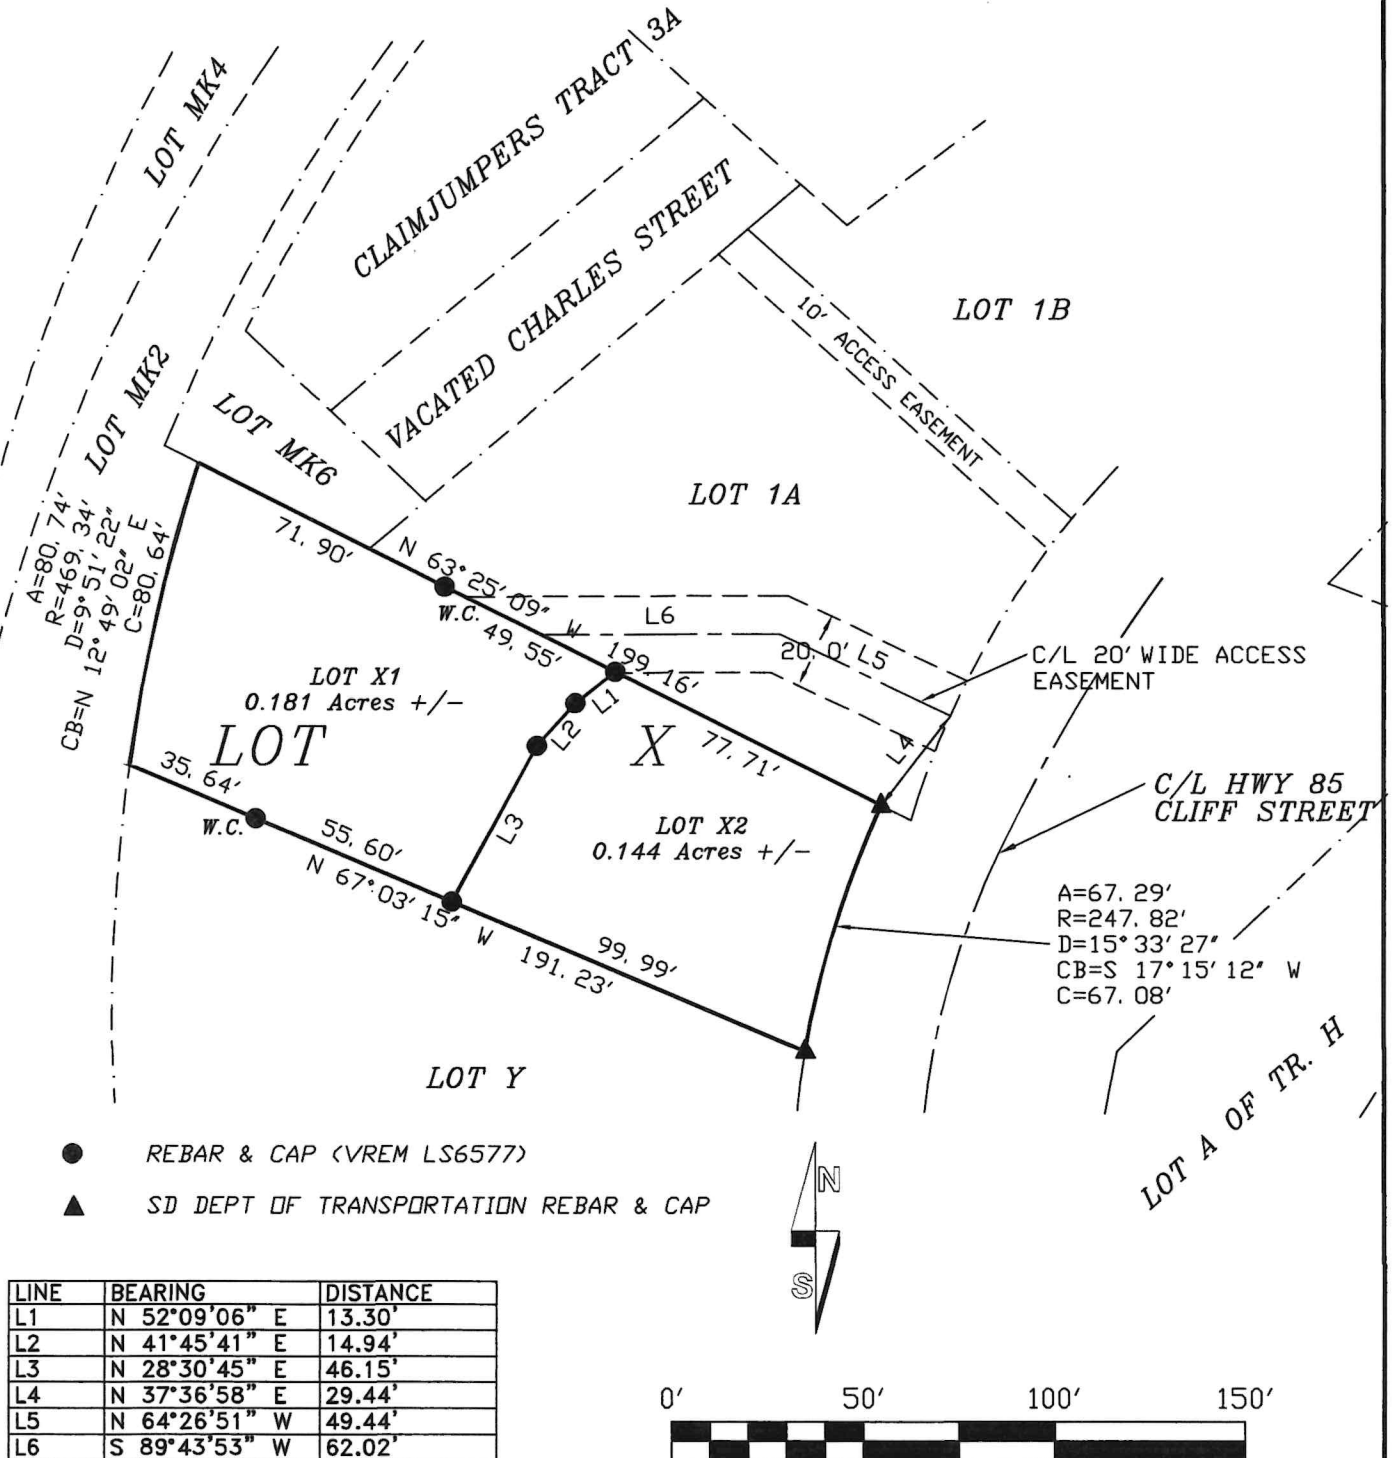 LOT MK4
CLAIMJUMPERS TRACT 3A
VACATED CHARLES STREET
LOT 1B
10' ACCESS EASEMENT
LOT MK2
LOT MK6
LOT 1A
A=80.74'
R=469.34'
D=9°51'22"
CB=N 12°49'02" E
C=80.64'
71.90'
N 63°25'09" W
W.C.
49.55'
199.16'
L6
20.0'
L5
C/L 20' WIDE ACCESS
EASEMENT
LOT X1
0.181 Acres +/-
L1
L2
LOT X
77.71'
L4
35.64'
W.C.
C/L HWY 85
CLIFF STREET
L3
LOT X2
0.144 Acres +/-
55.60'
N 67°03'15" W
99.99'
191.23'
A=67.29'
R=247.82'
D=15°33'27"
CB=S 17°15'12" W
C=67.08'
LOT Y
LOT A OF TR. H
REBAR & CAP (VREM LS6577)
SD DEPT OF TRANSPORTATION REBAR & CAP
N
S
LINE BEARING DISTANCE
L1 N 52°09'06" E 13.30'
L2 N 41°45'41" E 14.94'
L3 N 28°30'45" E 46.15'
L4 N 37°36'58" E 29.44'
L5 N 64°26'51" W 49.44'
L6 S 89°43'53" W 62.02'
0' 50' 100' 150'